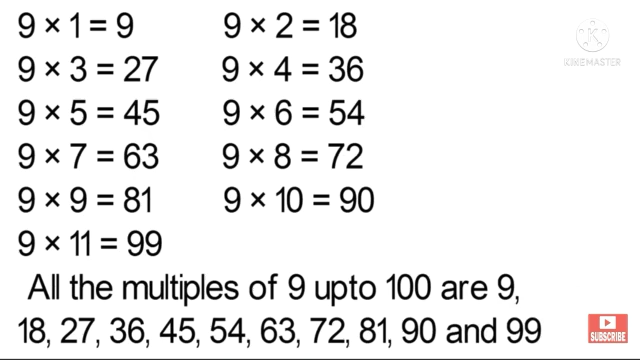 9 × 1 = 9 9 × 2 = 18
KINEMASTER
9 × 3 = 27 9 × 4 = 36
9 × 5 = 45 9 × 6 = 54
9 × 7 = 63 9 × 8 = 72
9 × 9 = 81 9 × 10 = 90
9 × 11 = 99
All the multiples of 9 upto 100 are 9,
18, 27, 36, 45, 54, 63, 72, 81, 90 and 99
SUBSCRIBE